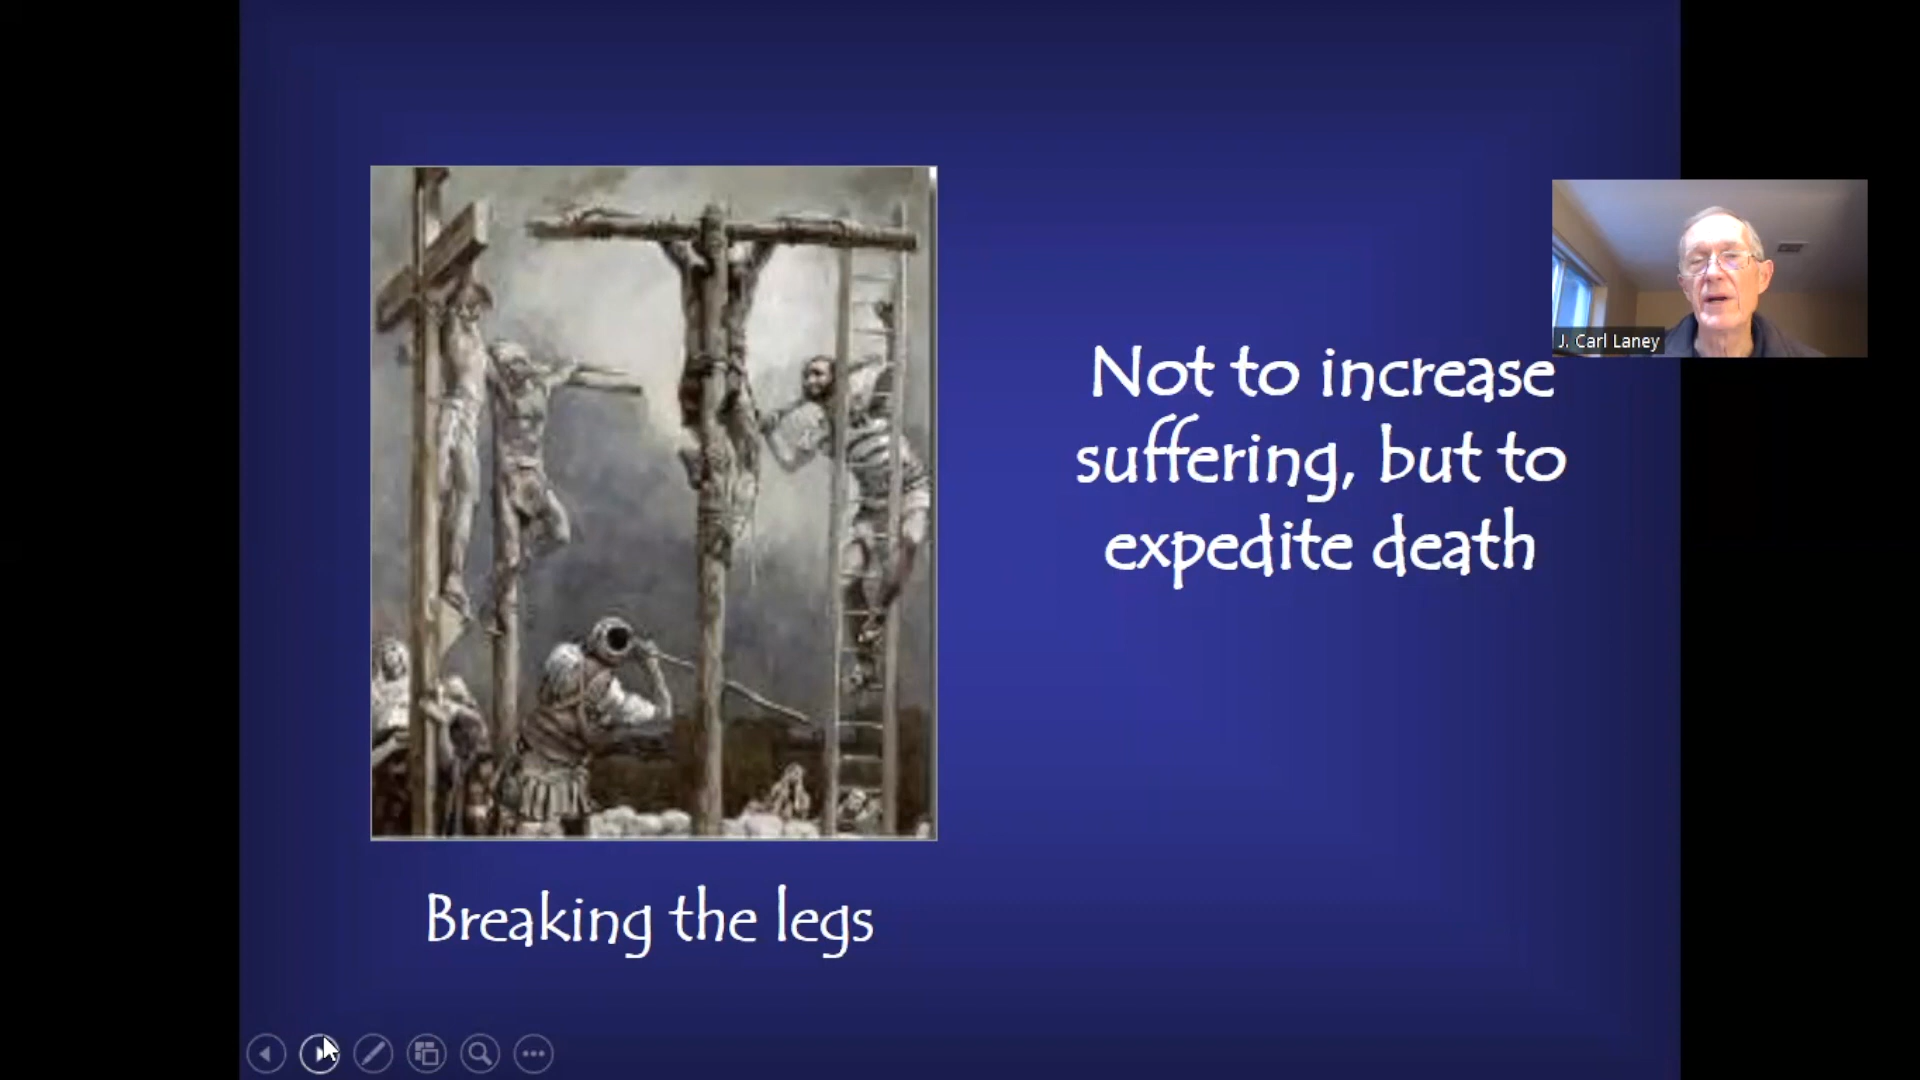 Not to increase
suffering, but to
expedite death
J. Carl Laney
Breaking the legs